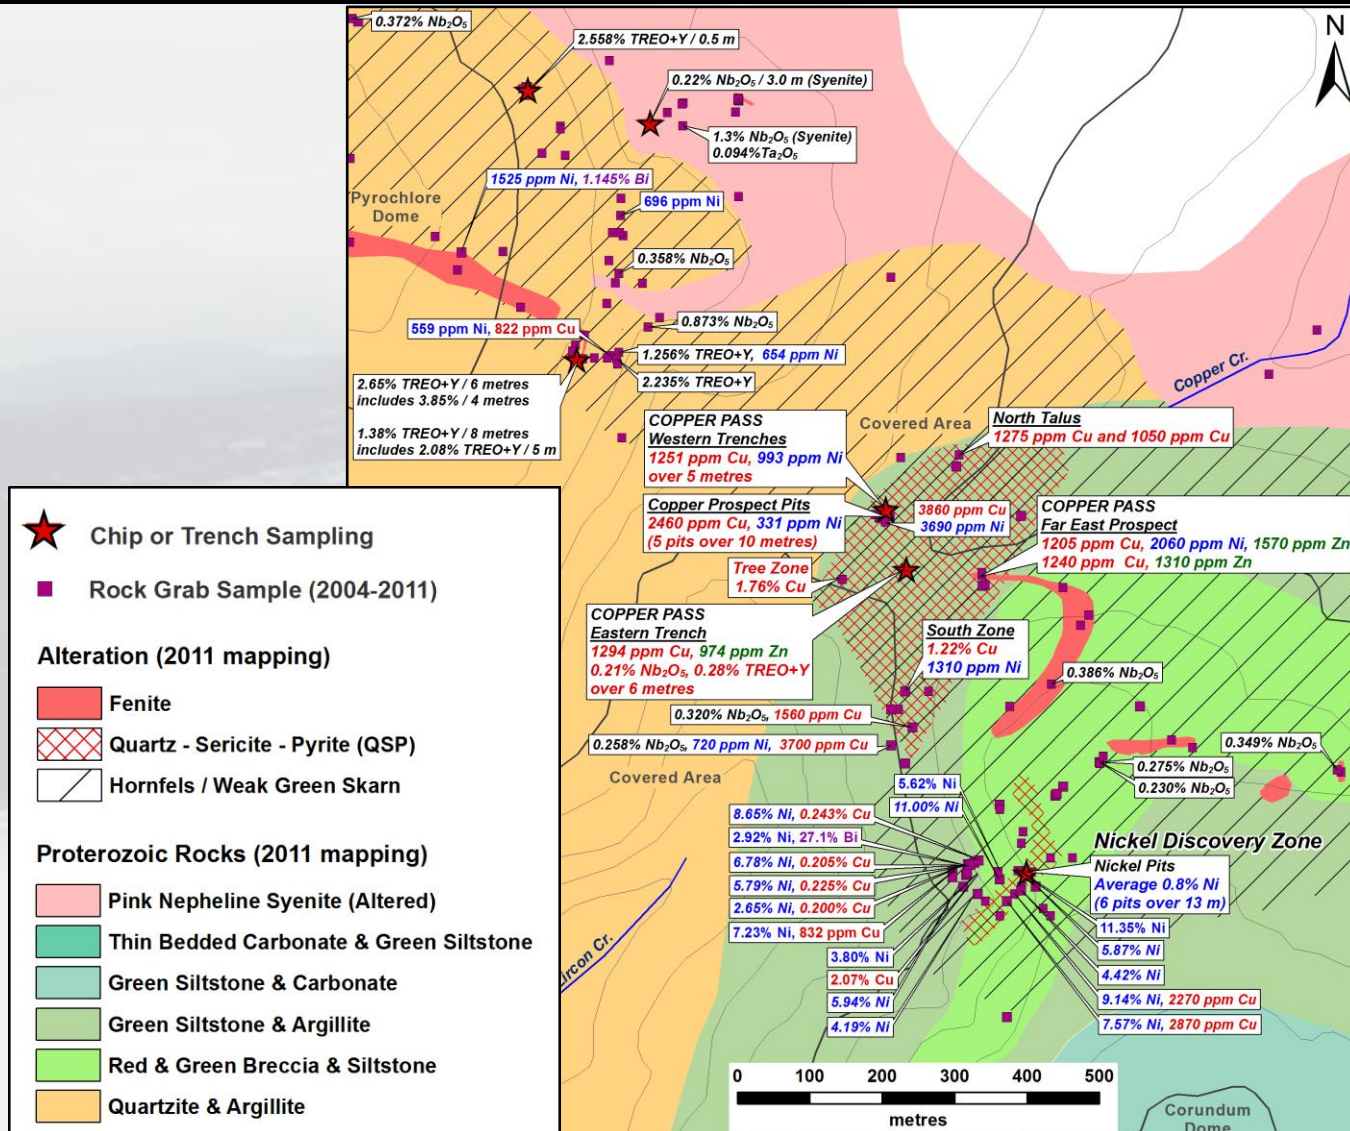 N
0.372% Nb₂O₅
2.558% TREO+Y / 0.5 m
0.22% Nb₂O₅ / 3.0 m (Syenite)
1.3% Nb₂O₅ (Syenite)
0.094%Ta₂O₅
1525 ppm Ni, 1.145% Bi
Pyrochlore
Dome
696 ppm Ni
0.358% Nb₂O₅
0.873% Nb₂O₅
559 ppm Ni, 822 ppm Cu
1.256% TREO+Y, 654 ppm Ni
2.235% TREO+Y
2.65% TREO+Y / 6 metres
includes 3.85% / 4 metres
1.38% TREO+Y / 8 metres
includes 2.08% TREO+Y / 5 m
Copper Cr.
Covered Area
COPPER PASS
Western Trenches
1251 ppm Cu, 993 ppm Ni
over 5 metres
North Talus
1275 ppm Cu and 1050 ppm Cu
Copper Prospect Pits
2460 ppm Cu, 331 ppm Ni
(5 pits over 10 metres)
3860 ppm Cu
3690 ppm Ni
COPPER PASS
Far East Prospect
1205 ppm Cu, 2060 ppm Ni, 1570 ppm Zn
1240 ppm Cu, 1310 ppm Zn
Tree Zone
1.76% Cu
COPPER PASS
Eastern Trench
1294 ppm Cu, 974 ppm Zn
0.21% Nb₂O₅, 0.28% TREO+Y
over 6 metres
South Zone
1.22% Cu
1310 ppm Ni
0.386% Nb₂O₅
0.320% Nb₂O₅, 1560 ppm Cu
0.258% Nb₂O₅, 720 ppm Ni, 3700 ppm Cu
0.349% Nb₂O₅
0.275% Nb₂O₅
0.230% Nb₂O₅
Covered Area
5.62% Ni
11.00% Ni
8.65% Ni, 0.243% Cu
2.92% Ni, 27.1% Bi
6.78% Ni, 0.205% Cu
5.79% Ni, 0.225% Cu
2.65% Ni, 0.200% Cu
7.23% Ni, 832 ppm Cu
3.80% Ni
2.07% Cu
5.94% Ni
4.19% Ni
Nickel Discovery Zone
Nickel Pits
Average 0.8% Ni
(6 pits over 13 m)
11.35% Ni
5.87% Ni
4.42% Ni
9.14% Ni, 2270 ppm Cu
7.57% Ni, 2870 ppm Cu
ircon Cr.
0 100 200 300 400 500
metres
Corundum
Dome
Chip or Trench Sampling
Rock Grab Sample (2004-2011)
Alteration (2011 mapping)
Fenite
Quartz - Sericite - Pyrite (QSP)
Hornfels / Weak Green Skarn
Proterozoic Rocks (2011 mapping)
Pink Nepheline Syenite (Altered)
Thin Bedded Carbonate & Green Siltstone
Green Siltstone & Carbonate
Green Siltstone & Argillite
Red & Green Breccia & Siltstone
Quartzite & Argillite